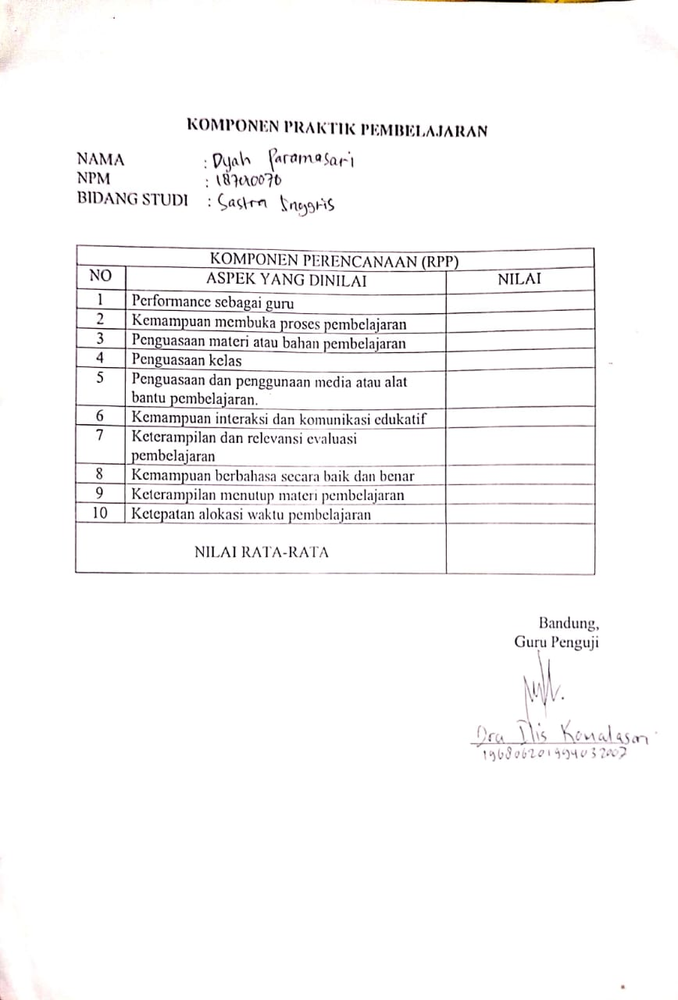 KOMPONEN PRAKTIK PEMBELAJARAN
NAMA : Dyah Paramasari
NPM :
BIDANG STUDI : Sastra Inggris
KOMPONEN PERENCANAAN (RPP)
NO ASPEK YANG DINILAI NILAI
1 Performance sebagai guru
2 Kemampuan membuka proses pembelajaran
3 Penguasaan materi atau bahan pembelajaran
4 Penguasaan kelas
5 Penguasaan dan penggunaan media atau alat
bantu pembelajaran.
6 Kemampuan interaksi dan komunikasi edukatif
7 Keterampilan dan relevansi evaluasi
pembelajaran
8 Kemampuan berbahasa secara baik dan benar
9 Keterampilan menutup materi pembelajaran
10 Ketepatan alokasi waktu pembelajaran
NILAI RATA-RATA
Bandung,
Guru Penguji
Dra Ilis Komalasari
196806201994032007